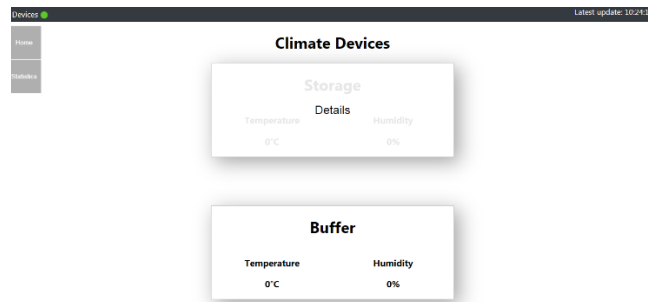 Devices
Latest update: 10:24:1
Home
Statistics
Climate Devices
Storage
Details
Temperature Humidity
0°C 0%
Buffer
Temperature Humidity
0°C 0%